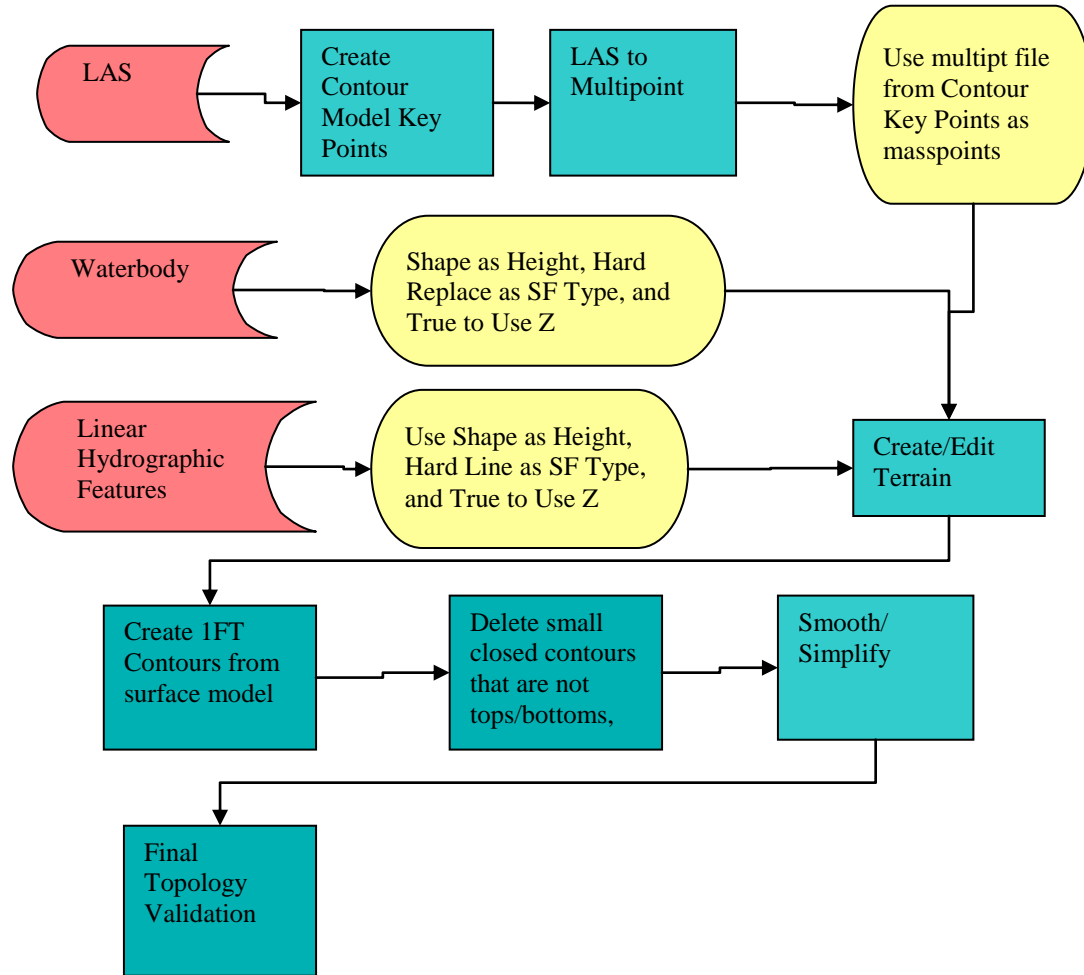 LAS
Create
Contour
Model Key
Points
LAS to
Multipoint
Use multipt file
from Contour
Key Points as
masspoints
Waterbody
Shape as Height, Hard
Replace as SF Type, and
True to Use Z
Linear
Hydrographic
Features
Use Shape as Height,
Hard Line as SF Type,
and True to Use Z
Create/Edit
Terrain
Create 1FT
Contours from
surface model
Delete small
closed contours
that are not
tops/bottoms,
Smooth/
Simplify
Final
Topology
Validation